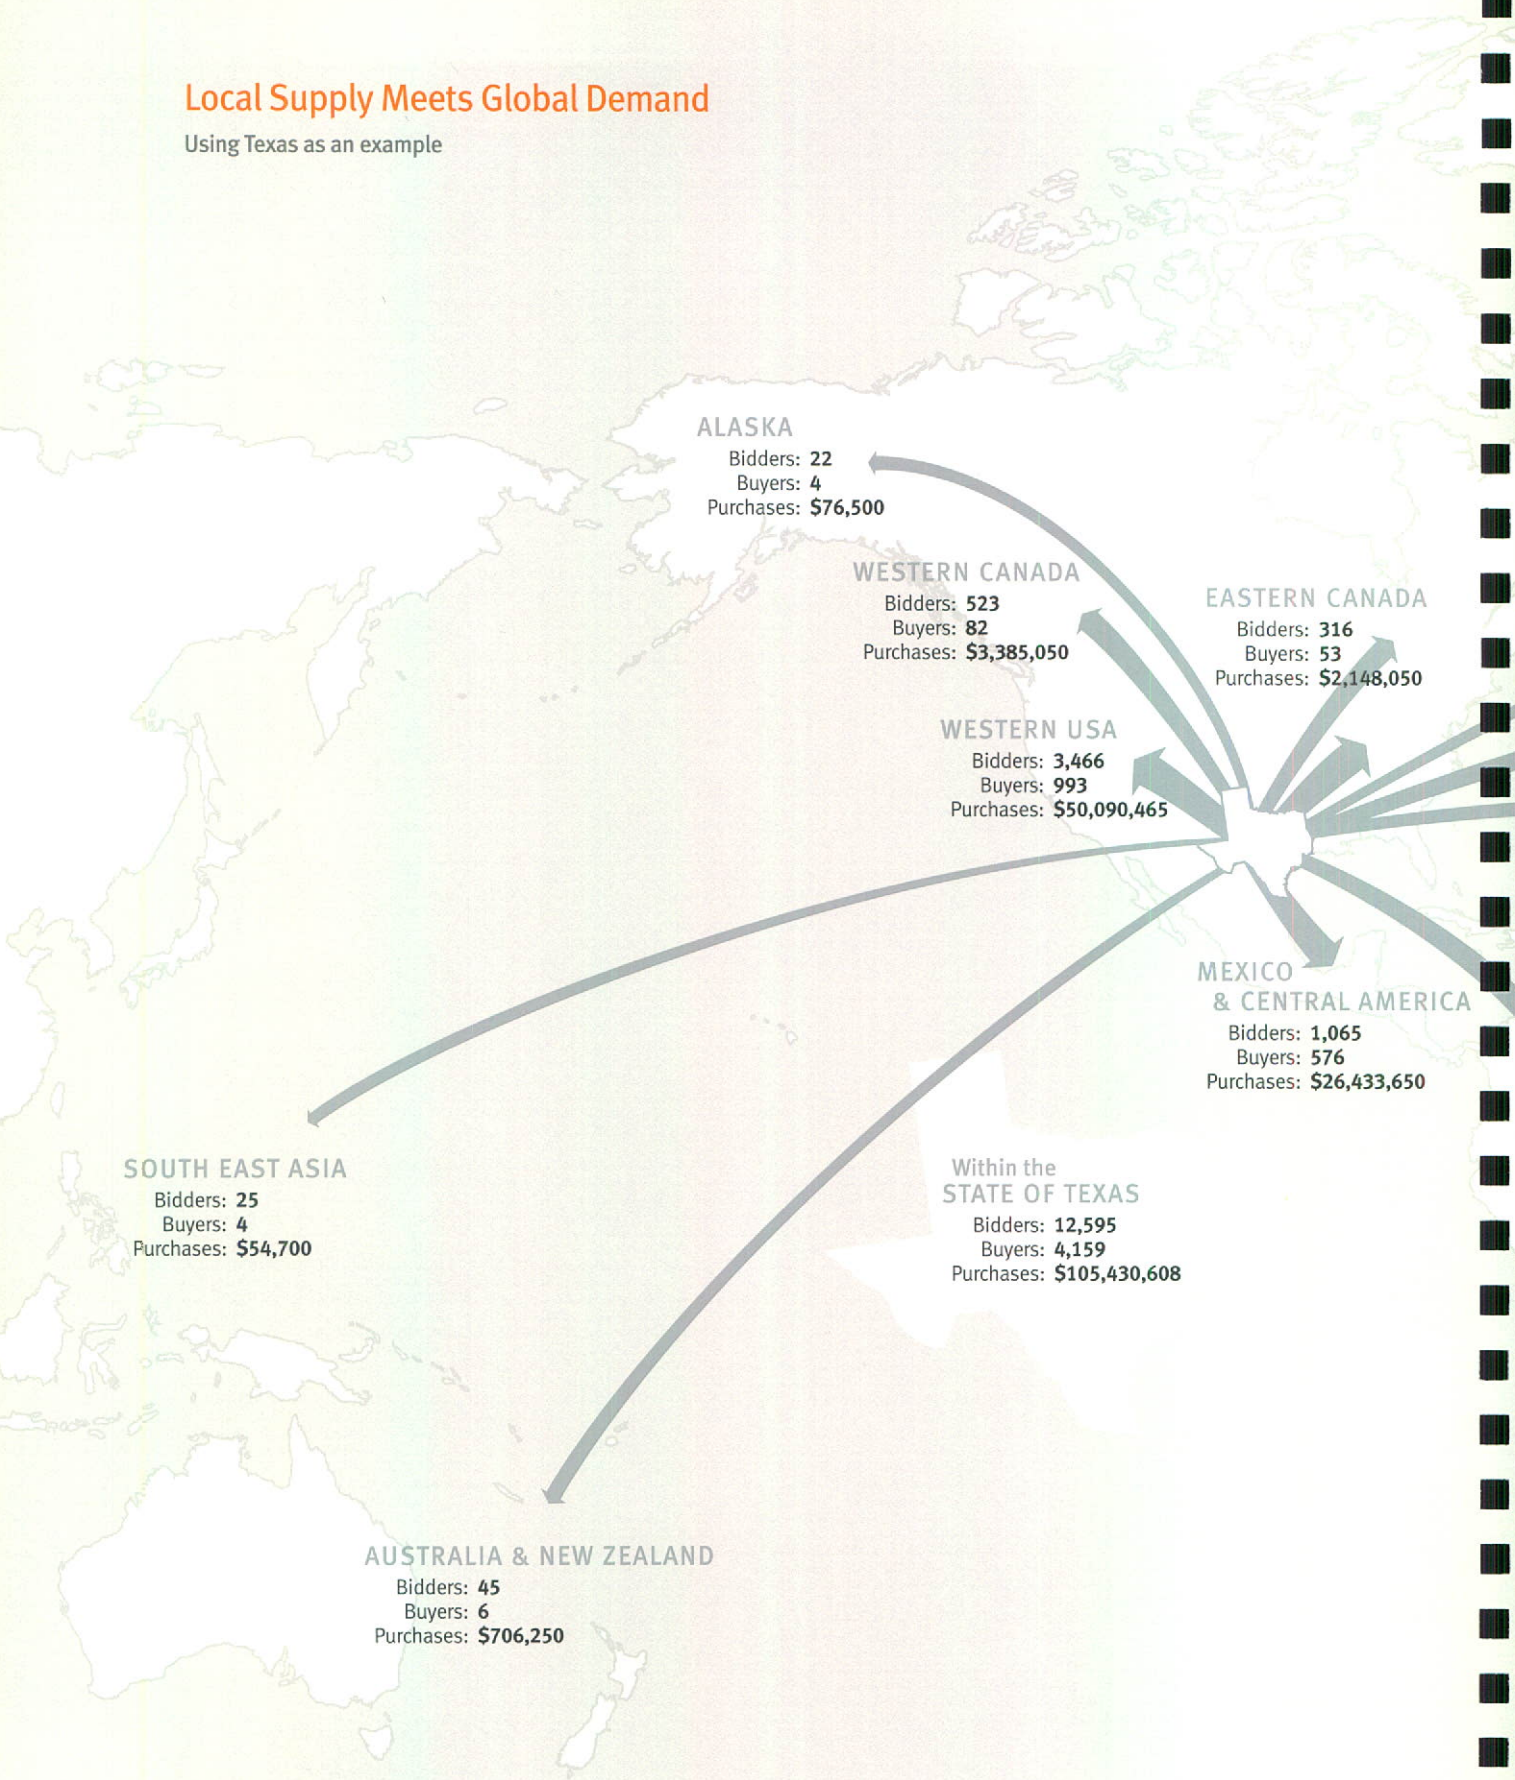 Local Supply Meets Global Demand
Using Texas as an example
ALASKA
Bidders: 22
Buyers: 4
Purchases: $76,500
WESTERN CANADA
Bidders: 523
Buyers: 82
Purchases: $3,385,050
EASTERN CANADA
Bidders: 316
Buyers: 53
Purchases: $2,148,050
WESTERN USA
Bidders: 3,466
Buyers: 993
Purchases: $50,090,465
MEXICO
& CENTRAL AMERICA
Bidders: 1,065
Buyers: 576
Purchases: $26,433,650
SOUTH EAST ASIA
Bidders: 25
Buyers: 4
Purchases: $54,700
Within the
STATE OF TEXAS
Bidders: 12,595
Buyers: 4,159
Purchases: $105,430,608
AUSTRALIA & NEW ZEALAND
Bidders: 45
Buyers: 6
Purchases: $706,250